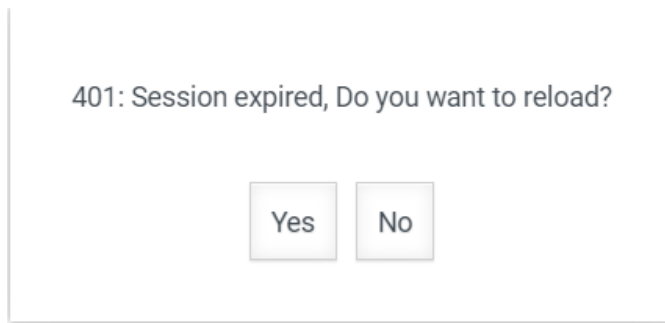 401: Session expired, Do you want to reload?
Yes No